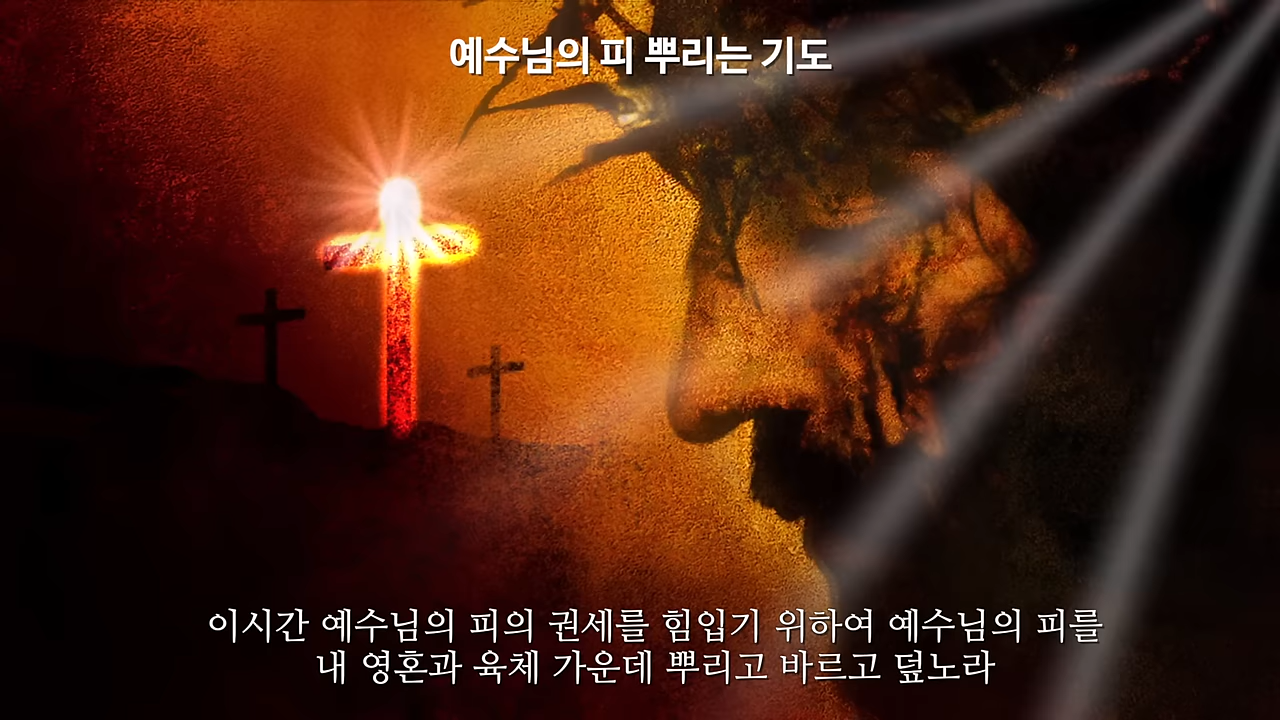 예수님의 피 뿌리는 기도
이시간 예수님의 피의 권세를 힘입기 위하여 예수님의 피를
내 영혼과 육체 가운데 뿌리고 바르고 덮노라